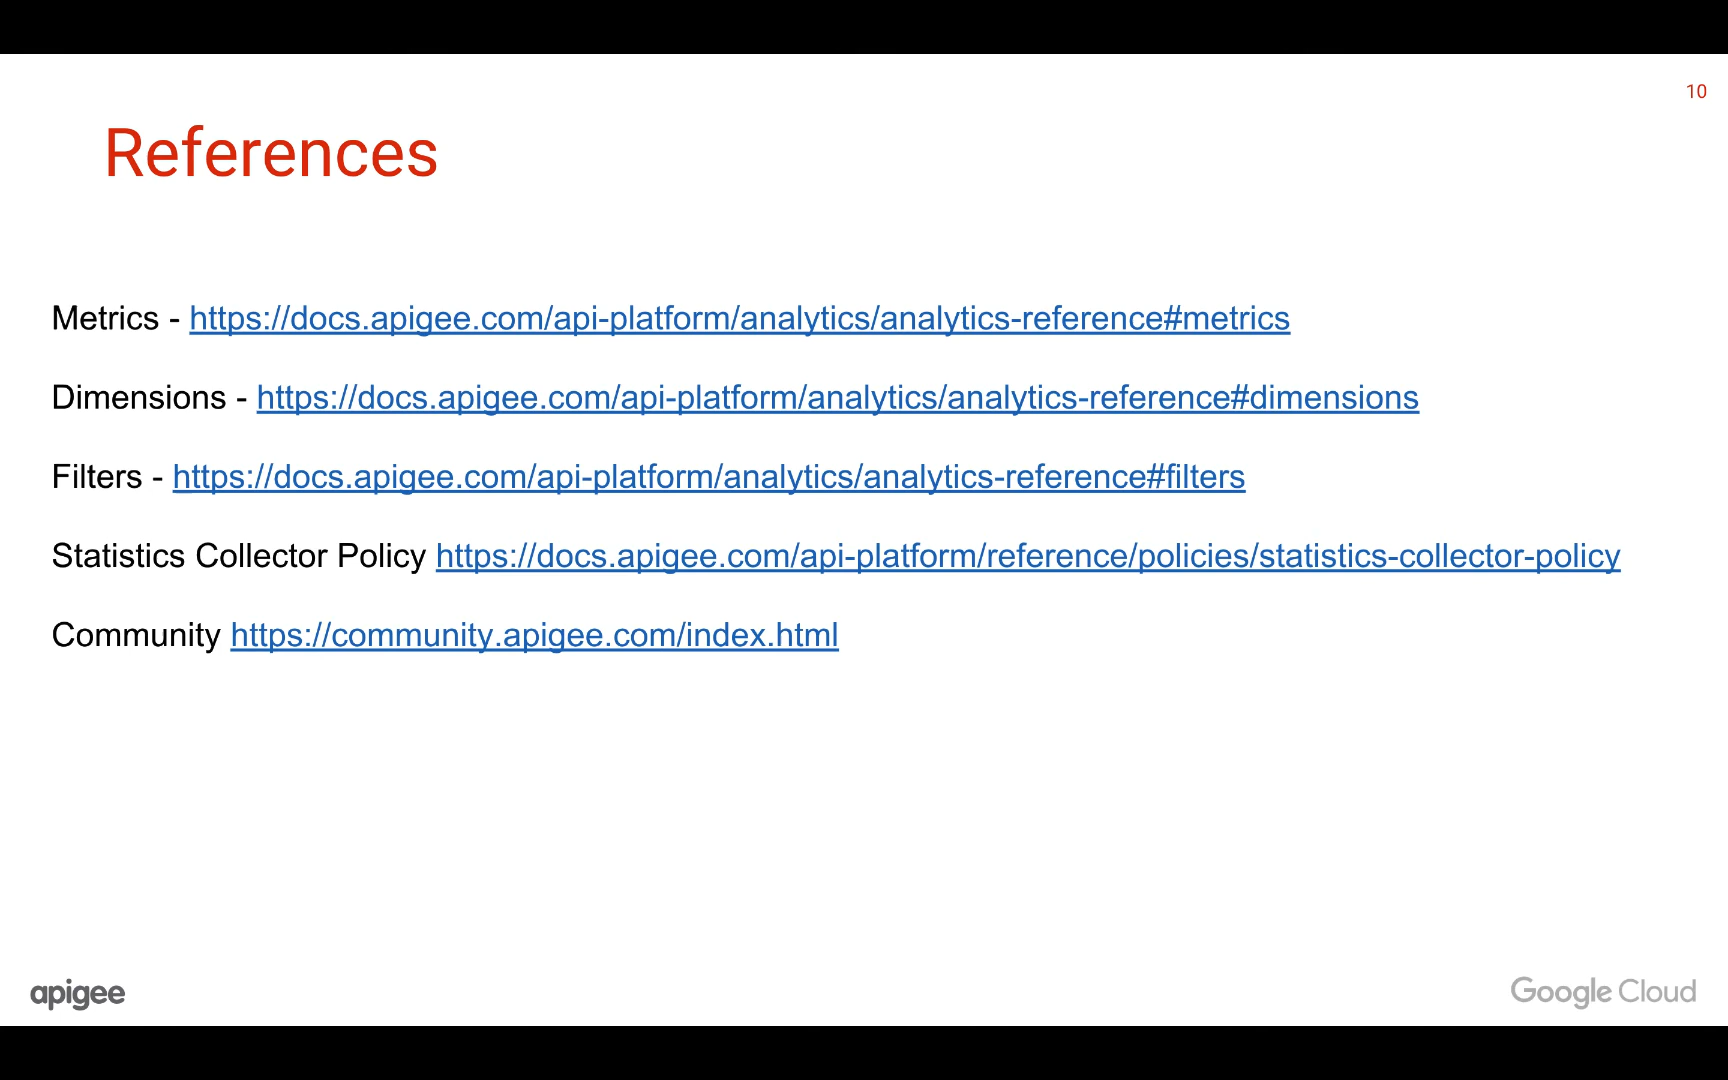 10
References
Metrics - https://docs.apigee.com/api-platform/analytics/analytics-reference#metrics
Dimensions - https://docs.apigee.com/api-platform/analytics/analytics-reference#dimensions
Filters - https://docs.apigee.com/api-platform/analytics/analytics-reference#filters
Statistics Collector Policy https://docs.apigee.com/api-platform/reference/policies/statistics-collector-policy
Community https://community.apigee.com/index.html
apigee
Google Cloud